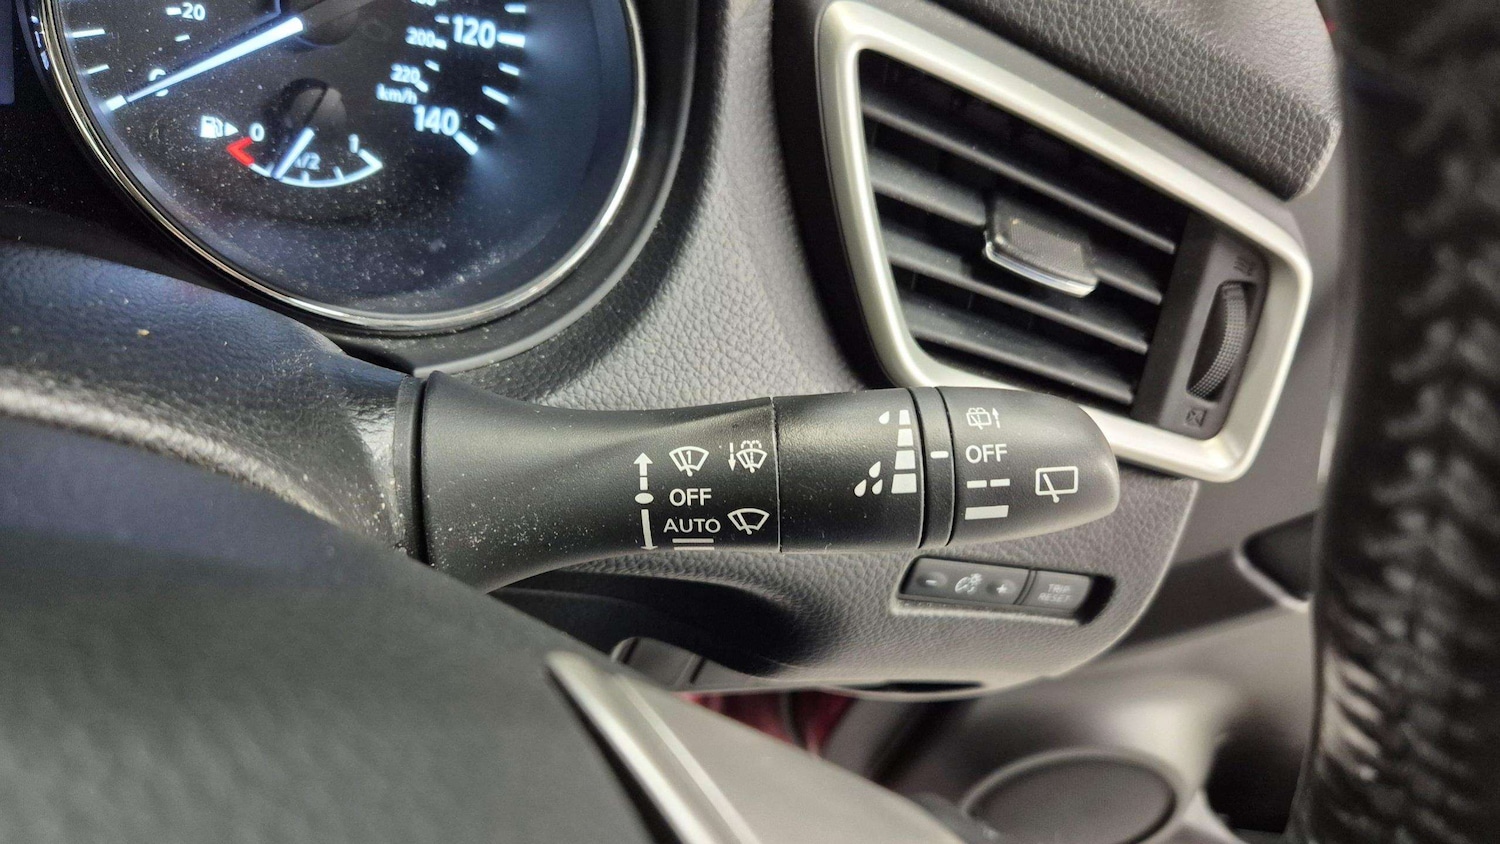 20
200
120
220
km/h
140
0
1/2
1
OFF
AUTO
OFF
- +
TRIP
RESET